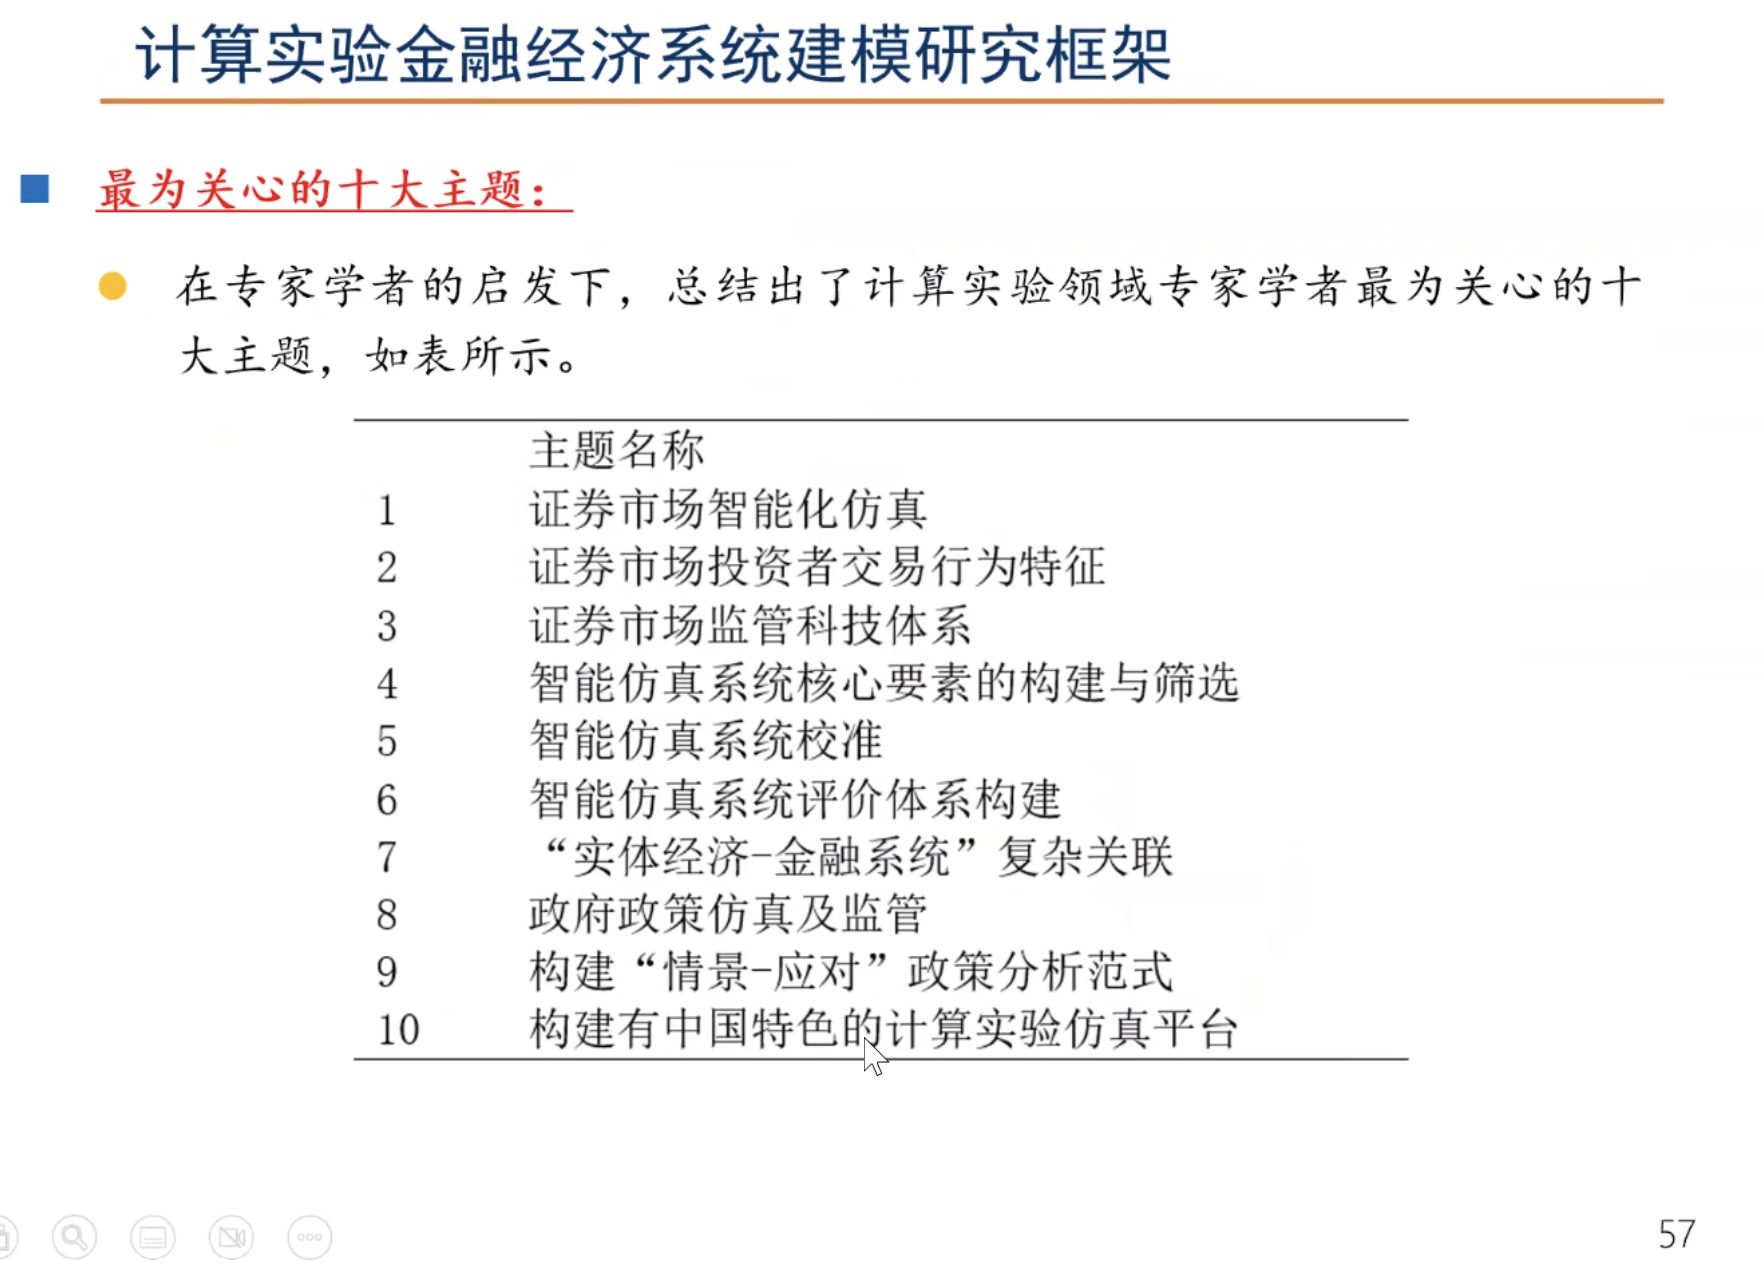 计算实验金融经济系统建模研究框架
最为关心的十大主题：
在专家学者的启发下，总结出了计算实验领域专家学者最为关心的十
大主题，如表所示。
主题名称
1 证券市场智能化仿真
2 证券市场投资者交易行为特征
3 证券市场监管科技体系
4 智能仿真系统核心要素的构建与筛选
5 智能仿真系统校准
6 智能仿真系统评价体系构建
7 “实体经济-金融系统”复杂关联
8 政府政策仿真及监管
9 构建“情景-应对”政策分析范式
10 构建有中国特色的计算实验仿真平台
57